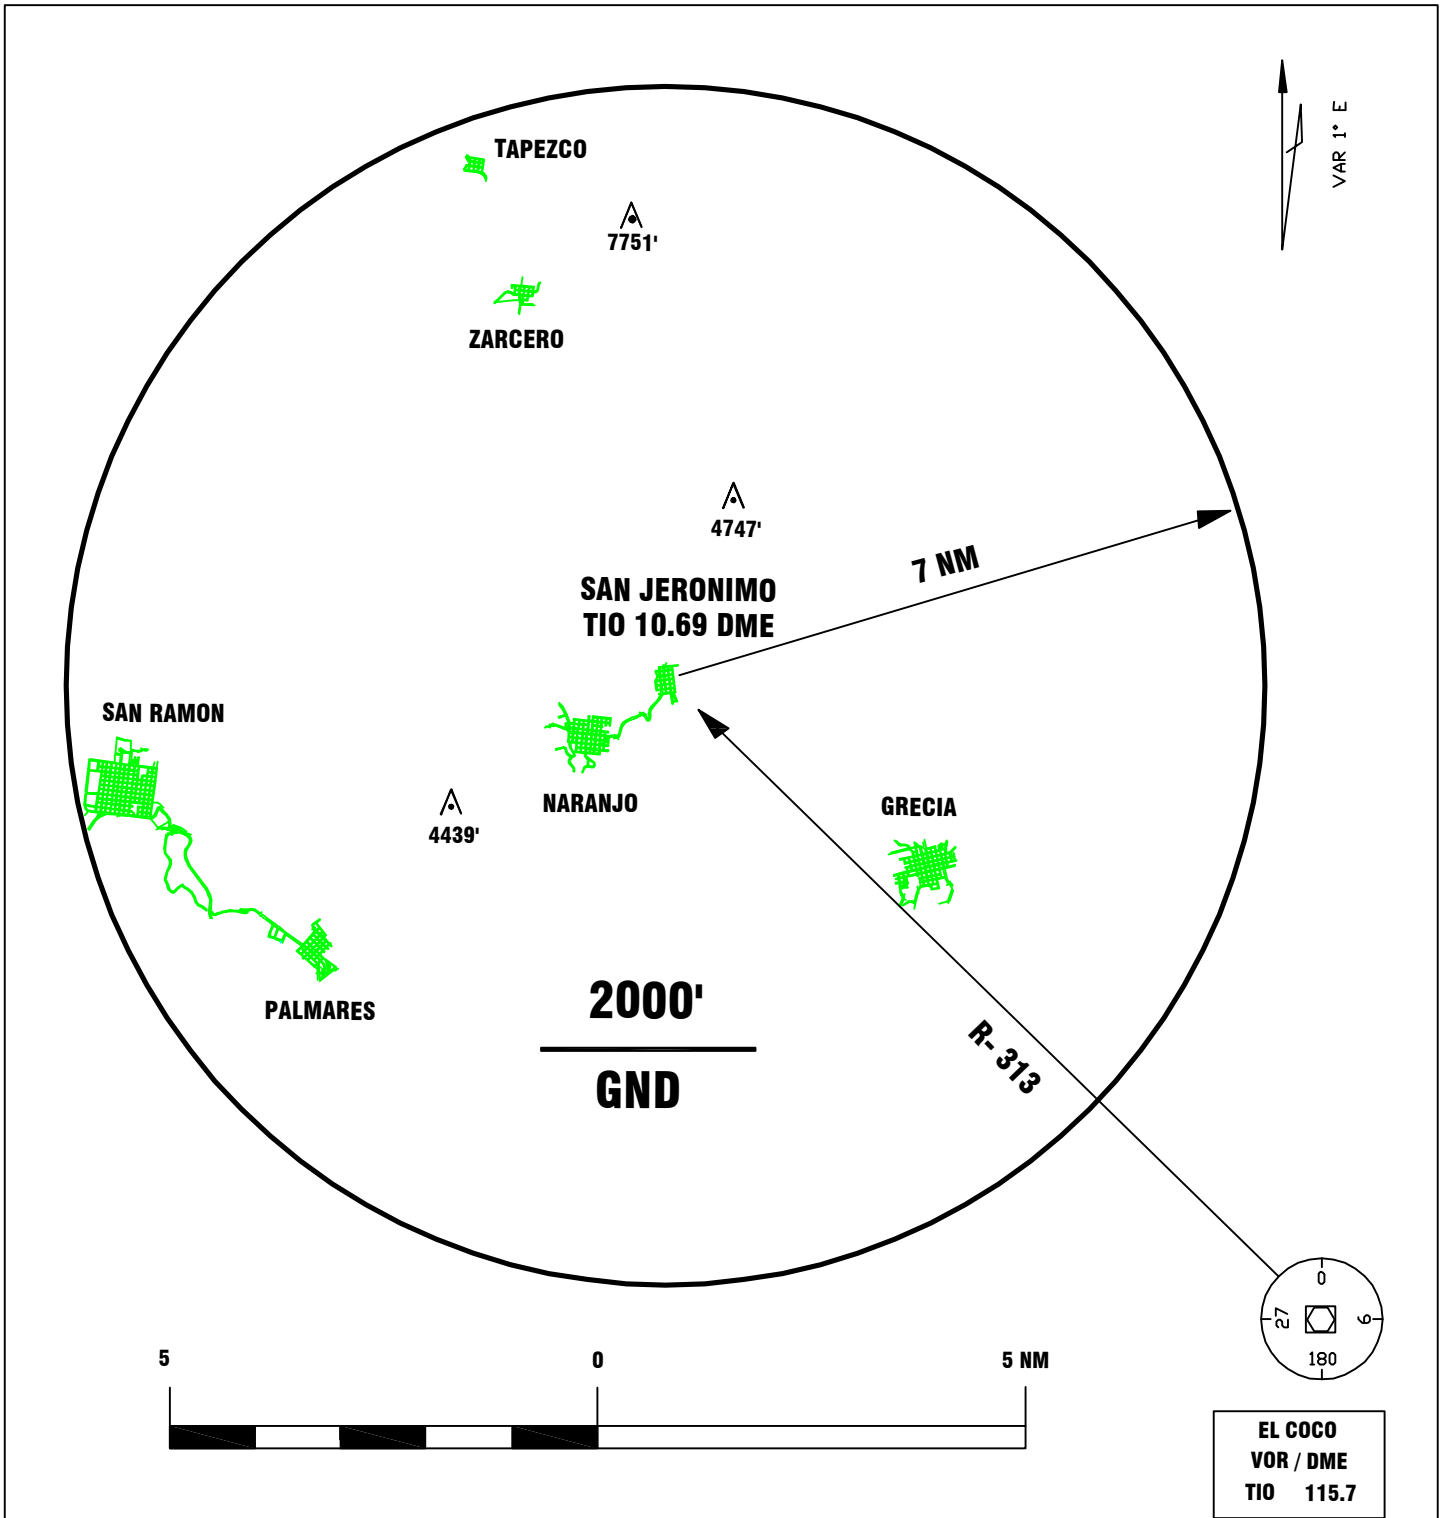 VAR 1° E
TAPEZCO
7751'
ZARCERO
4747'
7 NM
SAN JERONIMO
TIO 10.69 DME
SAN RAMON
NARANJO
GRECIA
4439'
2000'
GND
PALMARES
R- 313
0
27
9
180
5
0
5 NM
EL COCO
VOR / DME
TIO 115.7